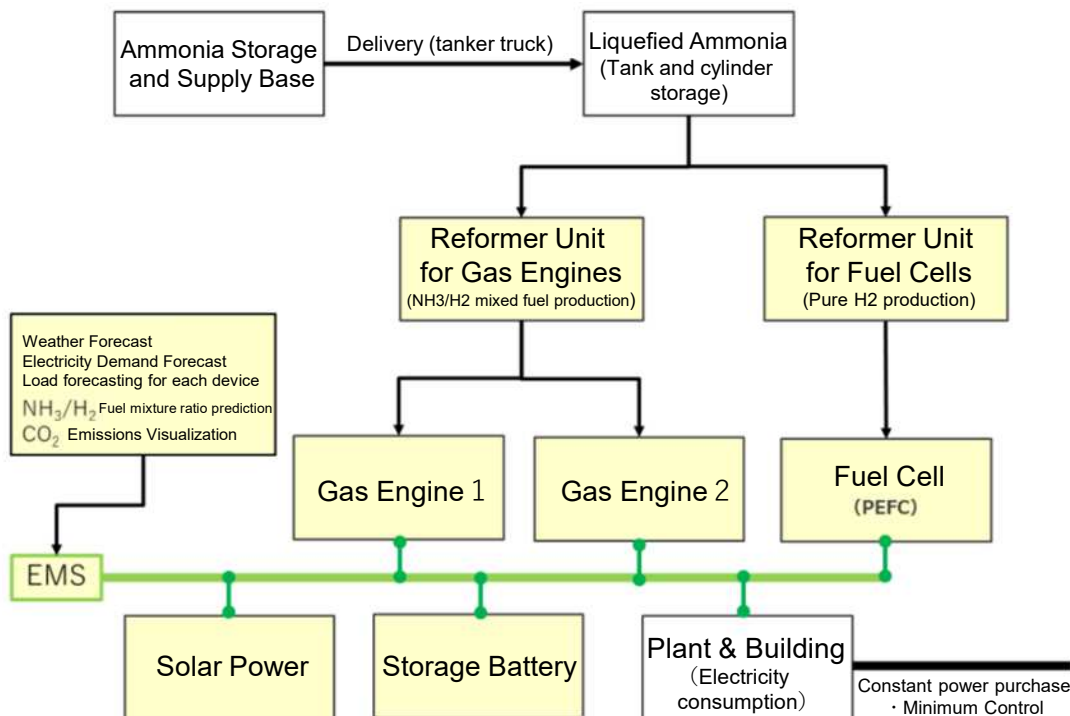 Ammonia Storage
and Supply Base
Delivery (tanker truck)
Liquefied Ammonia
(Tank and cylinder
storage)
Reformer Unit
for Gas Engines
(NH3/H2 mixed fuel production)
Reformer Unit
for Fuel Cells
(Pure H2 production)
Weather Forecast
Electricity Demand Forecast
Load forecasting for each device
NH₃/H₂ Fuel mixture ratio prediction
CO₂ Emissions Visualization
Gas Engine 1
Gas Engine 2
Fuel Cell
(PEFC)
EMS
Solar Power
Storage Battery
Plant & Building
（Electricity
consumption）
Constant power purchase
・Minimum Control